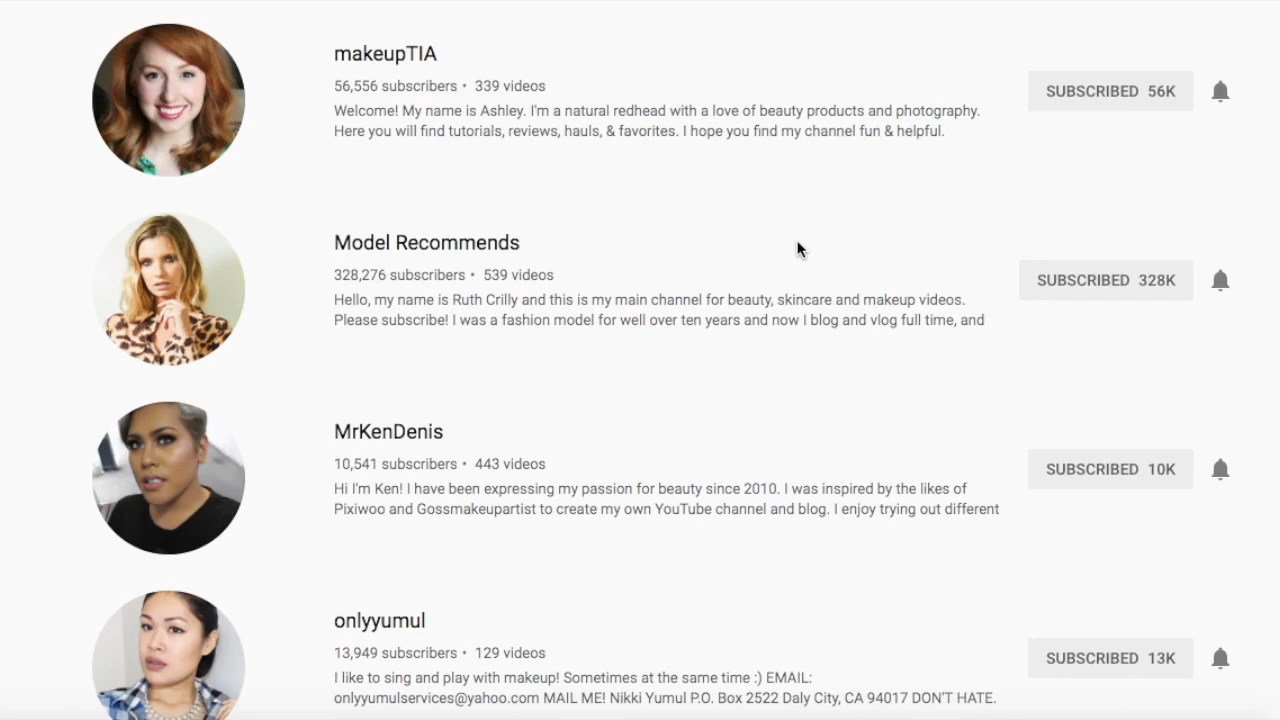 makeupTIA
56,556 subscribers • 339 videos
Welcome! My name is Ashley. I'm a natural redhead with a love of beauty products and photography.
Here you will find tutorials, reviews, hauls, & favorites. I hope you find my channel fun & helpful.
SUBSCRIBED 56K
Model Recommends
328,276 subscribers • 539 videos
Hello, my name is Ruth Crilly and this is my main channel for beauty, skincare and makeup videos.
Please subscribe! I was a fashion model for well over ten years and now I blog and vlog full time, and
SUBSCRIBED 328K
MrKenDenis
10,541 subscribers • 443 videos
Hi I'm Ken! I have been expressing my passion for beauty since 2010. I was inspired by the likes of
Pixiwoo and Gossmakeupartist to create my own YouTube channel and blog. I enjoy trying out different
SUBSCRIBED 10K
onlyyumul
13,949 subscribers • 129 videos
I like to sing and play with makeup! Sometimes at the same time :) EMAIL:
onlyyumulservices@yahoo.com MAIL ME! Nikki Yumul P.O. Box 2522 Daly City, CA 94017 DON'T HATE.
SUBSCRIBED 13K